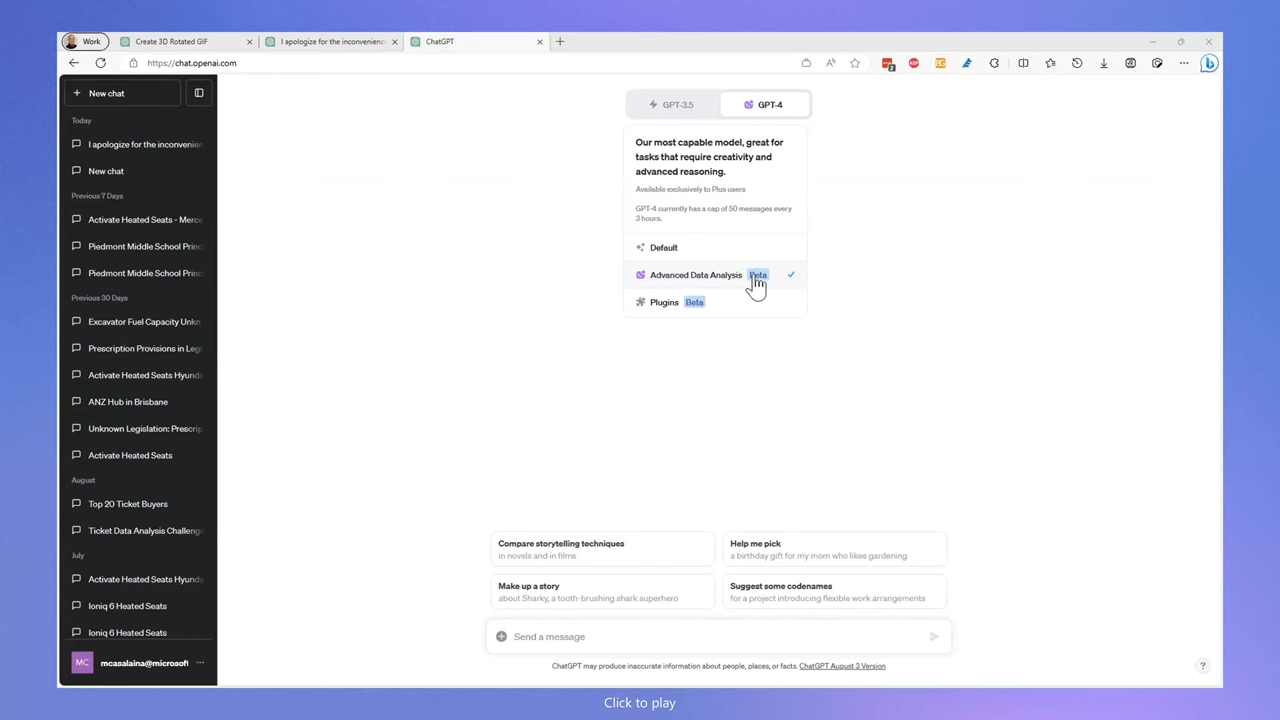 Work
Create 3D Rotated GIF
I apologize for the inconvenienc
ChatGPT
https://chat.openai.com
2
New chat
GPT-3.5
GPT-4
Today
I apologize for the inconvenien
New chat
Previous 7 Days
Activate Heated Seats - Merce
Piedmont Middle School Princ
Piedmont Middle School Princ
Previous 30 Days
Excavator Fuel Capacity Unkn
Prescription Provisions in Legi
Activate Heated Seats Hyunda
ANZ Hub in Brisbane
Unknown Legislation: Prescrip
Activate Heated Seats
August
Top 20 Ticket Buyers
Ticket Data Analysis Challeng
July
Activate Heated Seats Hyunda
Ioniq 6 Heated Seats
Ioniq 6 Heated Seats
MC
mcasalaina@microsoft
Our most capable model, great for
tasks that require creativity and
advanced reasoning.
Available exclusively to Plus users
GPT-4 currently has a cap of 50 messages every
3 hours.
Default
Advanced Data Analysis Beta
Plugins Beta
Compare storytelling techniques
in novels and in films
Help me pick
a birthday gift for my mom who likes gardening
Make up a story
about Sharky, a tooth-brushing shark superhero
Suggest some codenames
for a project introducing flexible work arrangements
Send a message
ChatGPT may produce inaccurate information about people, places, or facts. ChatGPT August 3 Version
?
Click to play